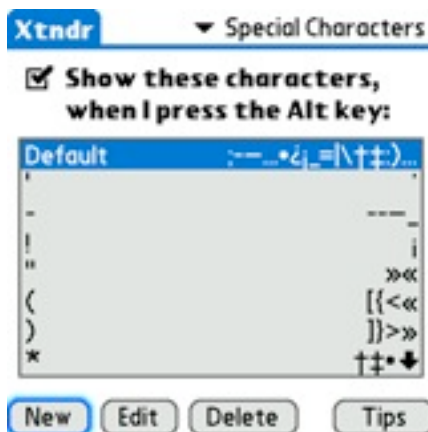 Xtndr ▼ Special Characters
Show these characters,
when I press the Alt key:
Default :-—…•¿¡_=|\†‡:)...
' `
- -–—_
! ¡
" »«
( [{<«
) ]}>»
* †‡•🡇
New Edit Delete Tips